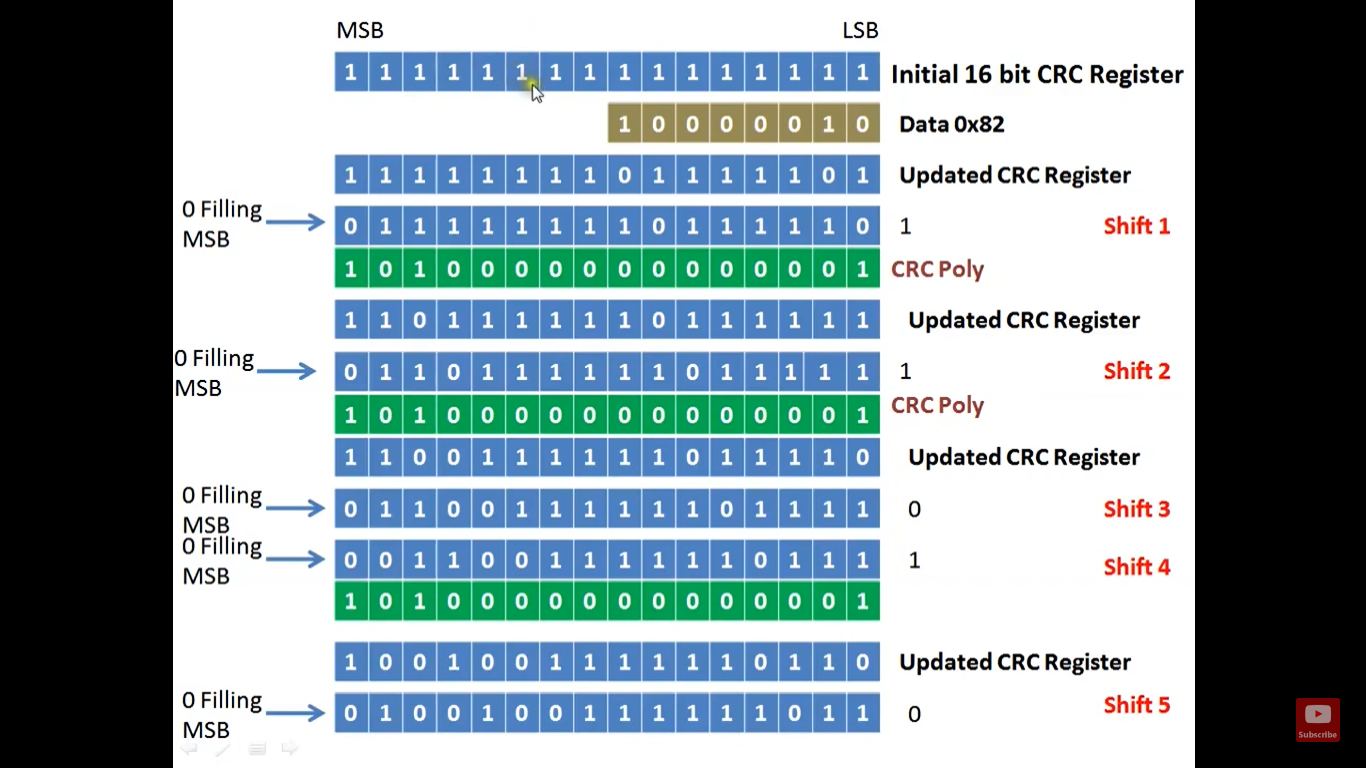 MSB LSB
1 1 1 1 1 1 1 1 1 1 1 1 1 1 1 1 Initial 16 bit CRC Register
1 0 0 0 0 0 1 0 Data 0x82
1 1 1 1 1 1 1 1 0 1 1 1 1 1 0 1 Updated CRC Register
0 Filling
MSB
0 1 1 1 1 1 1 1 1 0 1 1 1 1 1 0 1 Shift 1
1 0 1 0 0 0 0 0 0 0 0 0 0 0 0 1 CRC Poly
1 1 0 1 1 1 1 1 1 0 1 1 1 1 1 1 Updated CRC Register
0 Filling
MSB
0 1 1 0 1 1 1 1 1 1 0 1 1 1 1 1 1 Shift 2
1 0 1 0 0 0 0 0 0 0 0 0 0 0 0 1 CRC Poly
1 1 0 0 1 1 1 1 1 1 0 1 1 1 1 0 Updated CRC Register
0 Filling
MSB
0 1 1 0 0 1 1 1 1 1 1 0 1 1 1 1 0 Shift 3
0 Filling
MSB
0 0 1 1 0 0 1 1 1 1 1 1 0 1 1 1 1 Shift 4
1 0 1 0 0 0 0 0 0 0 0 0 0 0 0 1
1 0 0 1 0 0 1 1 1 1 1 1 0 1 1 0 Updated CRC Register
0 Filling
MSB
0 1 0 0 1 0 0 1 1 1 1 1 1 0 1 1 0 Shift 5
Subscribe